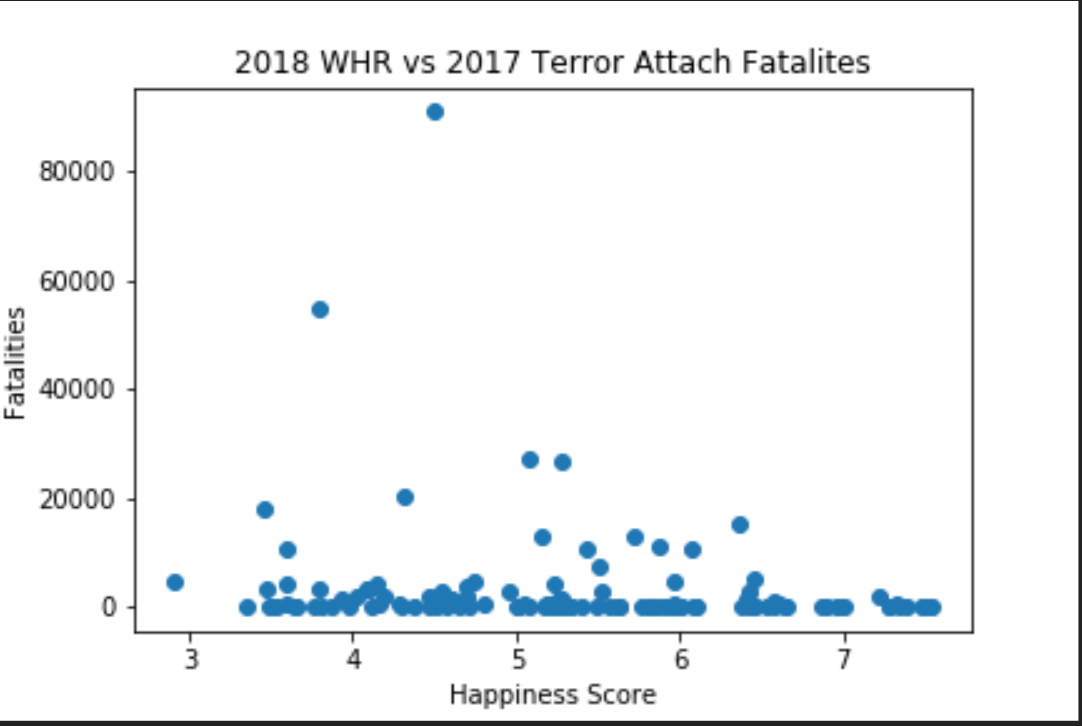 2018 WHR vs 2017 Terror Attach Fatalites
80000
60000
40000
20000
0
Fatalities
3 4 5 6 7
Happiness Score